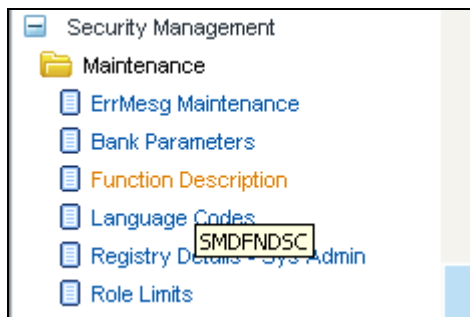 Security Management
Maintenance
ErrMesg Maintenance
Bank Parameters
Function Description
Language Codes
SMDFNDSC
Registry Details - Sys Admin
Role Limits